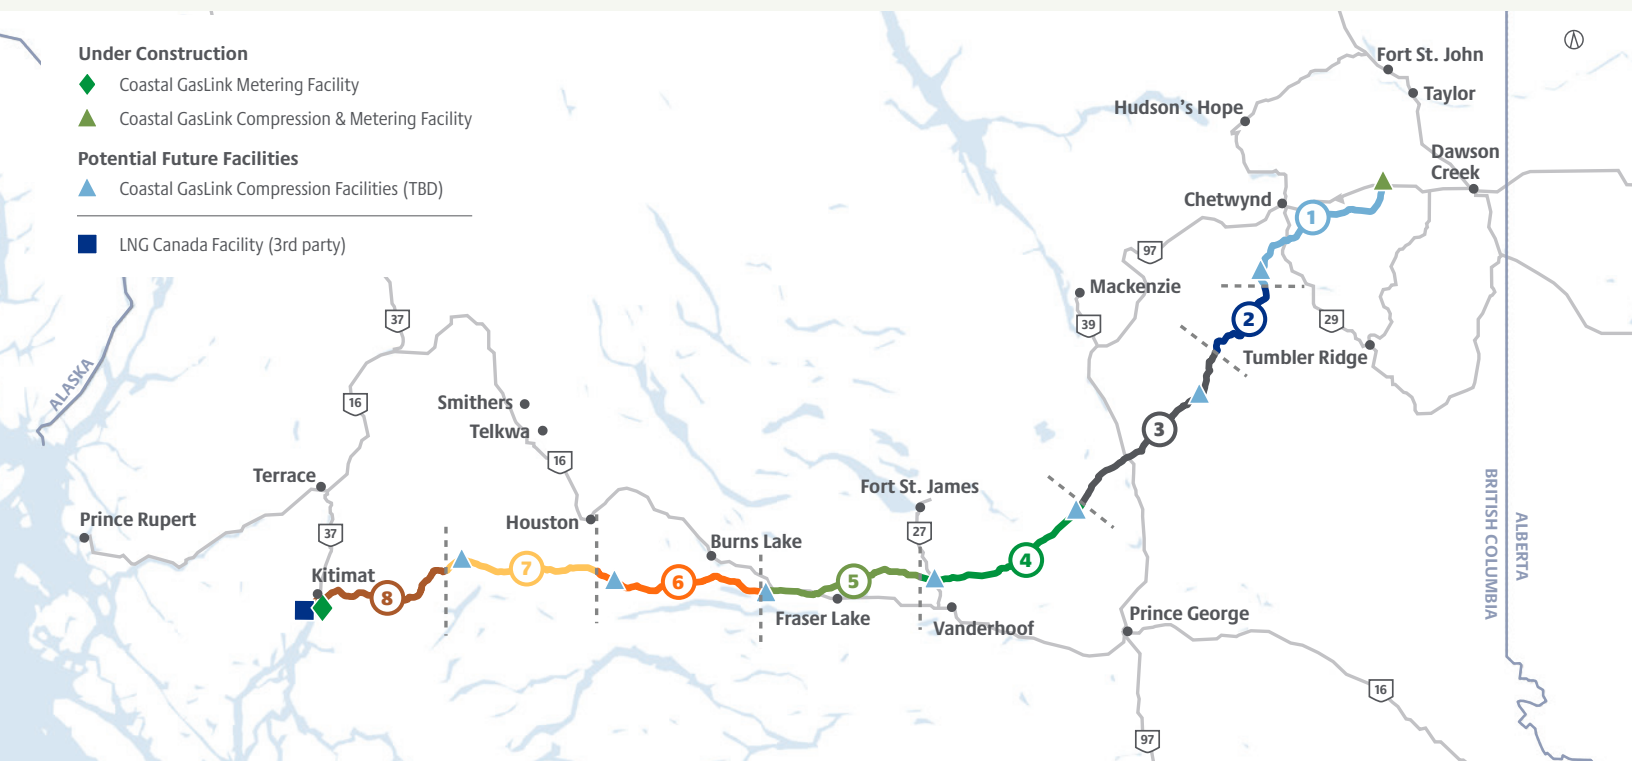 Under Construction
Coastal GasLink Metering Facility
Coastal GasLink Compression & Metering Facility
Potential Future Facilities
Coastal GasLink Compression Facilities (TBD)
LNG Canada Facility (3rd party)
Fort St. John
Taylor
Hudson's Hope
Dawson
Creek
Chetwynd
1
97
Mackenzie
39
2
29
Tumbler Ridge
37
ALASKA
16
Smithers
Telkwa
16
3
Terrace
Fort St. James
Prince Rupert
Houston
37
27
BRITISH COLUMBIA
ALBERTA
Burns Lake
Kitimat
8
7
6
5
4
Fraser Lake
Vanderhoof
Prince George
16
97